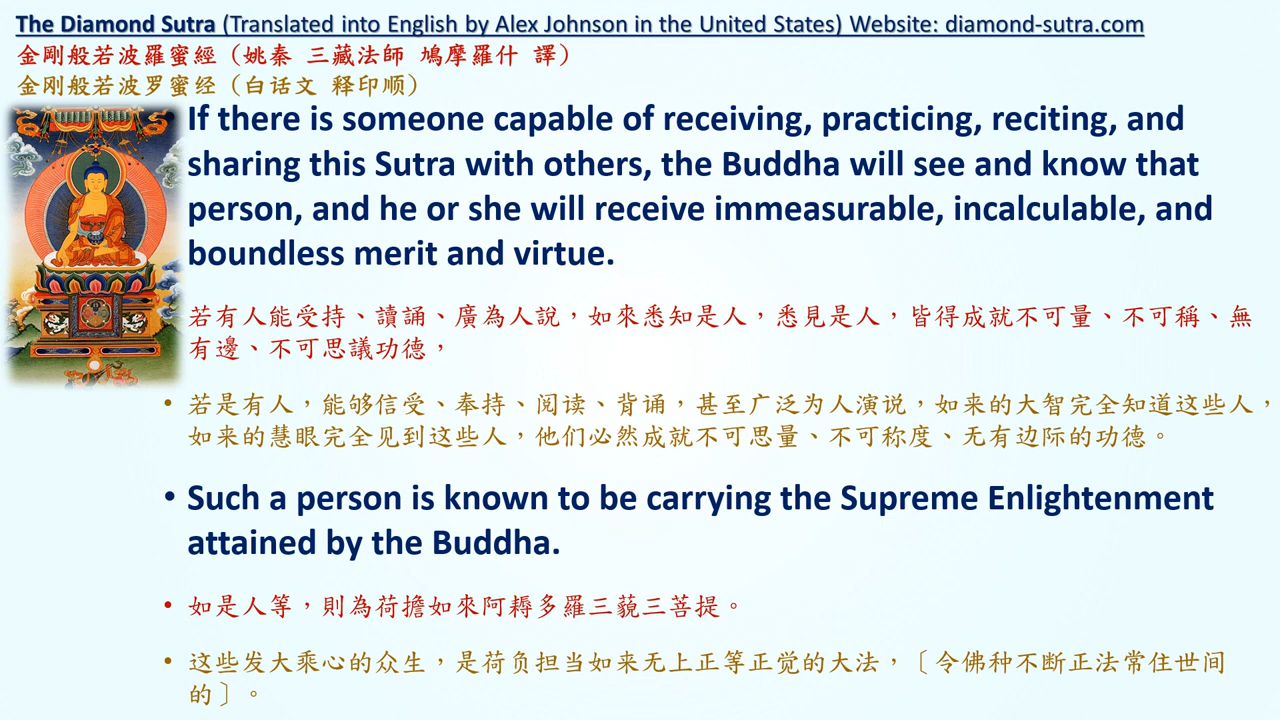 The Diamond Sutra (Translated into English by Alex Johnson in the United States) Website: diamond-sutra.com
金剛般若波羅蜜經 (姚秦 三藏法師 鳩摩羅什 譯)
金刚般若波罗蜜经 (白话文 释印顺)
• If there is someone capable of receiving, practicing, reciting, and
sharing this Sutra with others, the Buddha will see and know that
person, and he or she will receive immeasurable, incalculable, and
boundless merit and virtue.
若有人能受持、讀誦、廣為人說，如來悉知是人，悉見是人，皆得成就不可量、不可稱、無
有邊、不可思議功德，
• 若是有人，能够信受、奉持、阅读、背诵，甚至广泛为人演说，如来的大智完全知道这些人，
如来的慧眼完全见到这些人，他们必然成就不可思量、不可称度、无有边际的功德。
• Such a person is known to be carrying the Supreme Enlightenment
attained by the Buddha.
• 如是人等，則為荷擔如來阿耨多羅三藐三菩提。
• 这些发大乘心的众生，是荷负担当如来无上正等正觉的大法，〔令佛种不断正法常住世间
的〕。